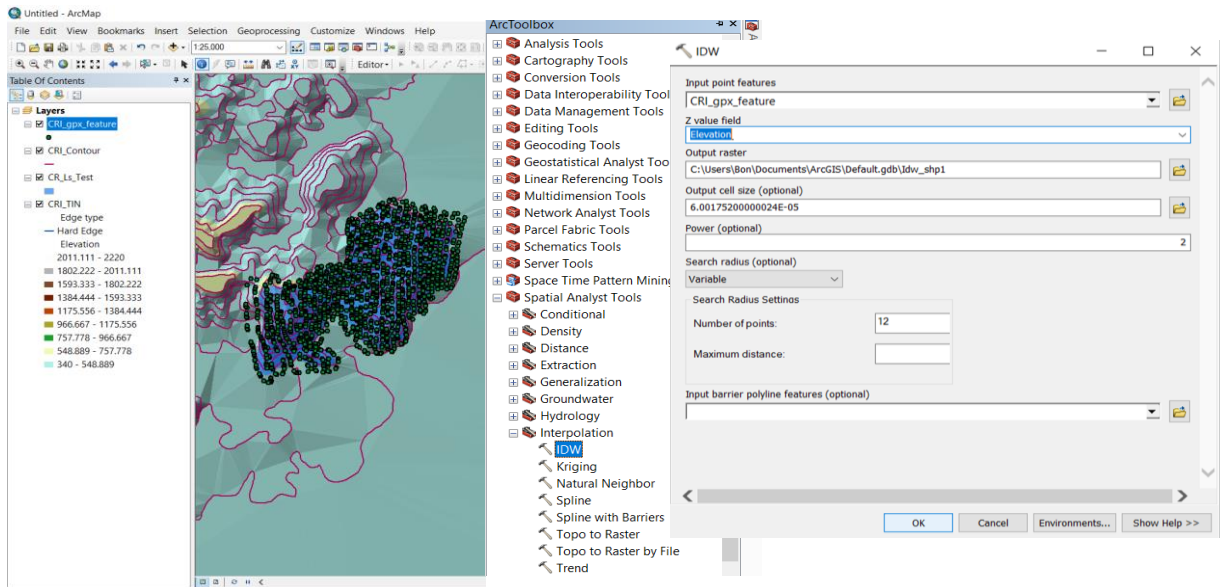 Untitled - ArcMap
File Edit View Bookmarks Insert Selection Geoprocessing Customize Windows Help
1:25.000
Editor
Table Of Contents
Layers
CRI_gpx_feature
CRI_Contour
CR_Ls_Test
CRI_TIN
Edge type
Hard Edge
Elevation
2011.111 - 2220
1802.222 - 2011.111
1593.333 - 1802.222
1384.444 - 1593.333
1175.556 - 1384.444
966.667 - 1175.556
757.778 - 966.667
548.889 - 757.778
340 - 548.889
ArcToolbox
Analysis Tools
Cartography Tools
Conversion Tools
Data Interoperability Tool
Data Management Tools
Editing Tools
Geocoding Tools
Geostatistical Analyst Too
Linear Referencing Tools
Multidimension Tools
Network Analyst Tools
Parcel Fabric Tools
Schematics Tools
Server Tools
Space Time Pattern Mining
Spatial Analyst Tools
Conditional
Density
Distance
Extraction
Generalization
Groundwater
Hydrology
Interpolation
IDW
Kriging
Natural Neighbor
Spline
Spline with Barriers
Topo to Raster
Topo to Raster by File
Trend
IDW
Input point features
CRI_gpx_feature
Z value field
Elevation
Output raster
C:\Users\Bon\Documents\ArcGIS\Default.gdb\Idw_shp1
Output cell size (optional)
6.00175200000024E-05
Power (optional)
2
Search radius (optional)
Variable
Search Radius Settings
Number of points:
12
Maximum distance:
Input barrier polyline features (optional)
OK Cancel Environments... Show Help >>